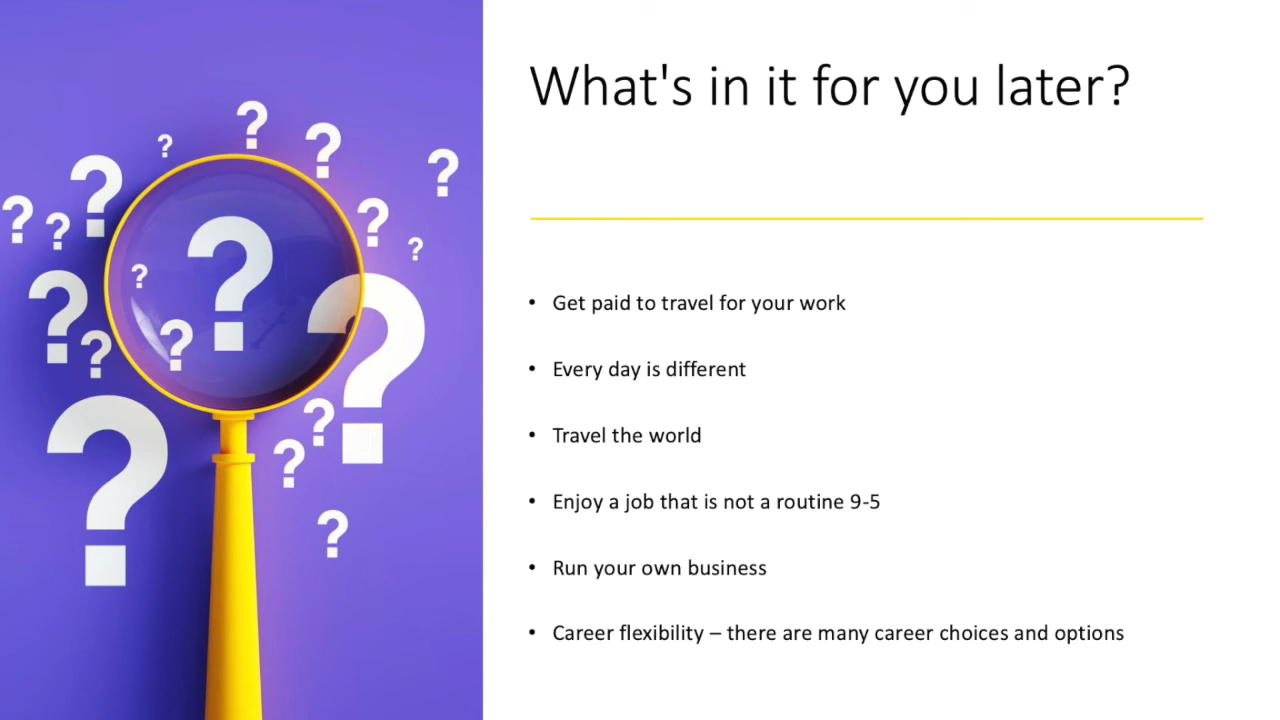 What's in it for you later?
• Get paid to travel for your work
• Every day is different
• Travel the world
• Enjoy a job that is not a routine 9-5
• Run your own business
• Career flexibility – there are many career choices and options